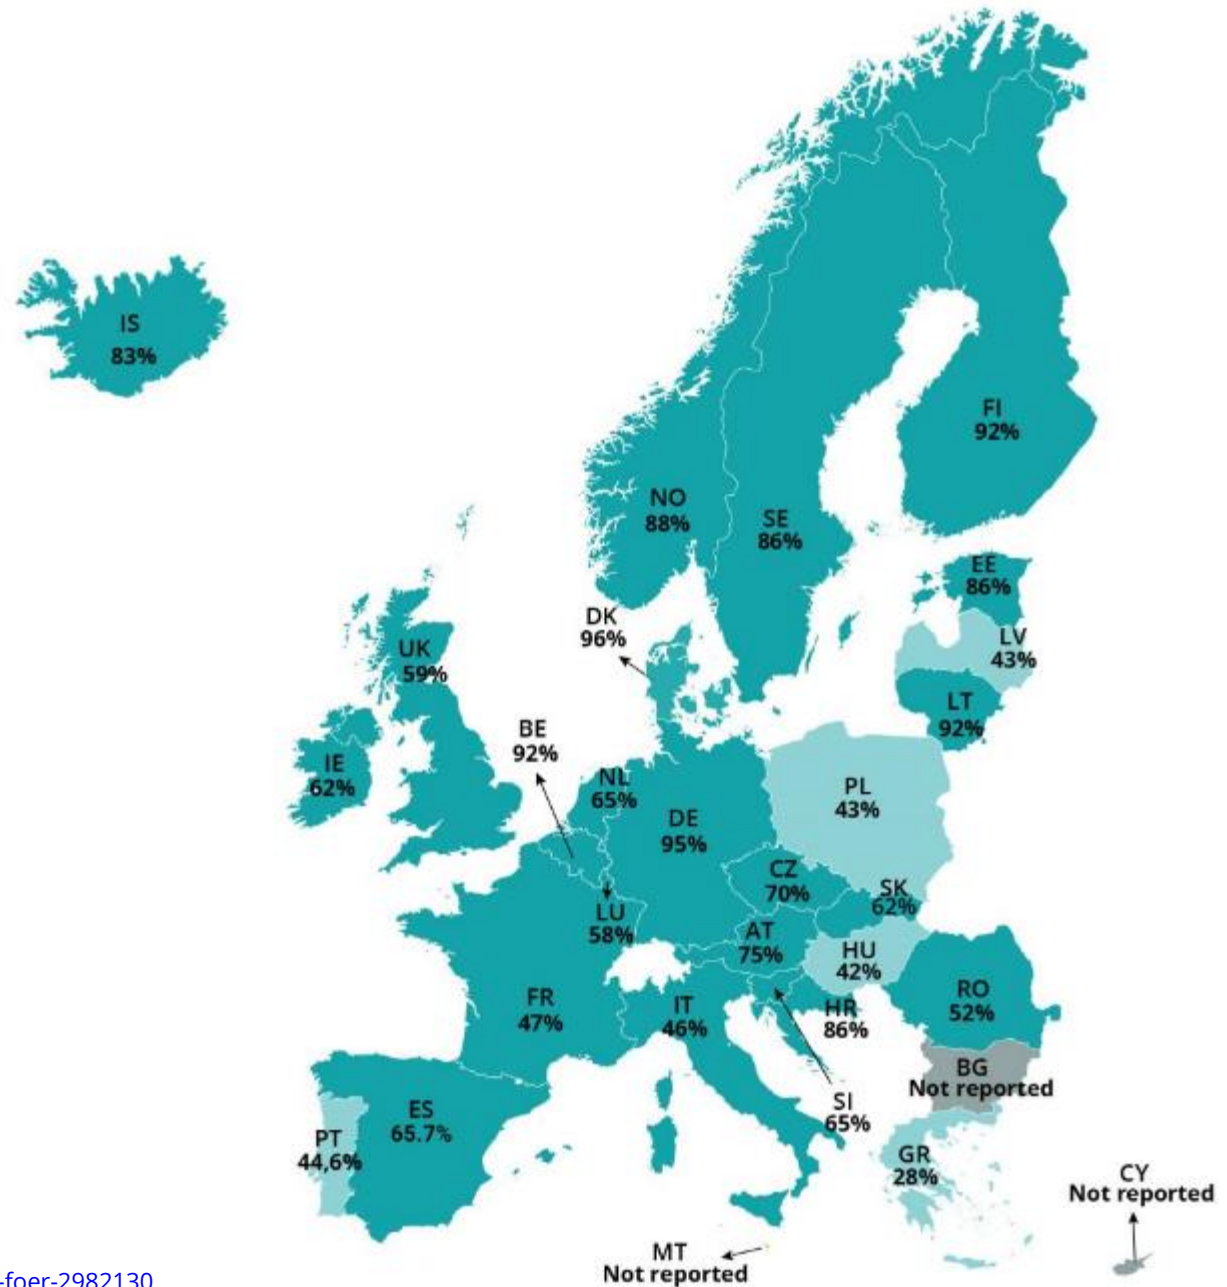 IS
83%
FI
92%
NO
88%
SE
86%
EE
86%
DK
96%
LV
43%
UK
59%
LT
92%
BE
92%
IE
62%
NL
65%
PL
43%
DE
95%
CZ
70%
SK
62%
LU
58%
AT
75%
HU
42%
FR
47%
IT
46%
HR
86%
RO
52%
BG
Not reported
ES
65.7%
SI
65%
PT
44,6%
GR
28%
CY
Not reported
MT
Not reported
-foer-2982130